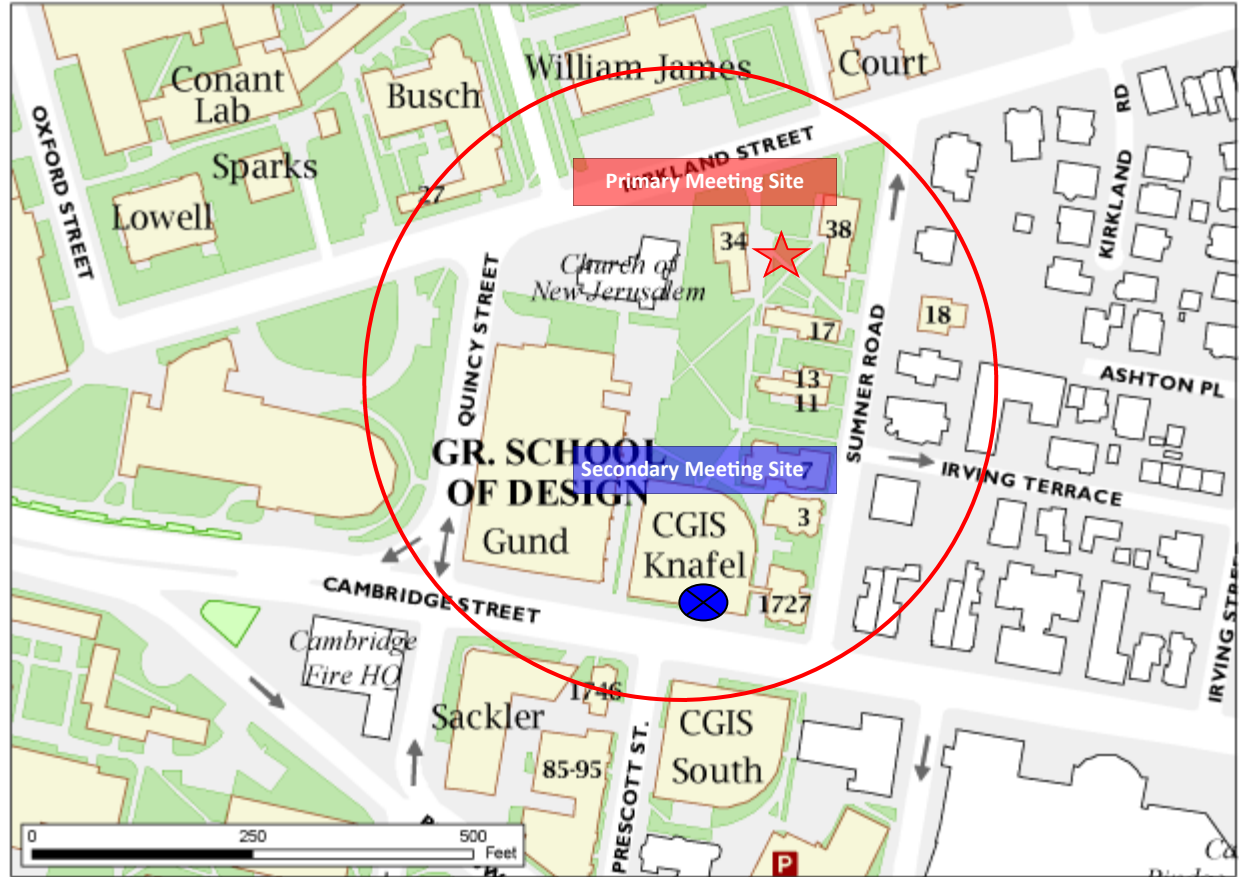 Conant
Lab
Busch
William James
Court
OXFORD STREET
Sparks
27
Lowell
KIRKLAND STREET
Primary Meeting Site
KIRKLAND RD
34
38
Church of
New Jerusalem
QUINCY STREET
17
18
13
11
SUMNER ROAD
ASHTON PL
GR. SCHOOL
OF DESIGN
Secondary Meeting Site
7
IRVING TERRACE
Gund
CGIS
Knafel
3
1727
CAMBRIDGE STREET
Cambridge
Fire HQ
IRVING STREET
Sackler
1746
CGIS
South
85-95
PRESCOTT ST.
0 250 500
Feet
P